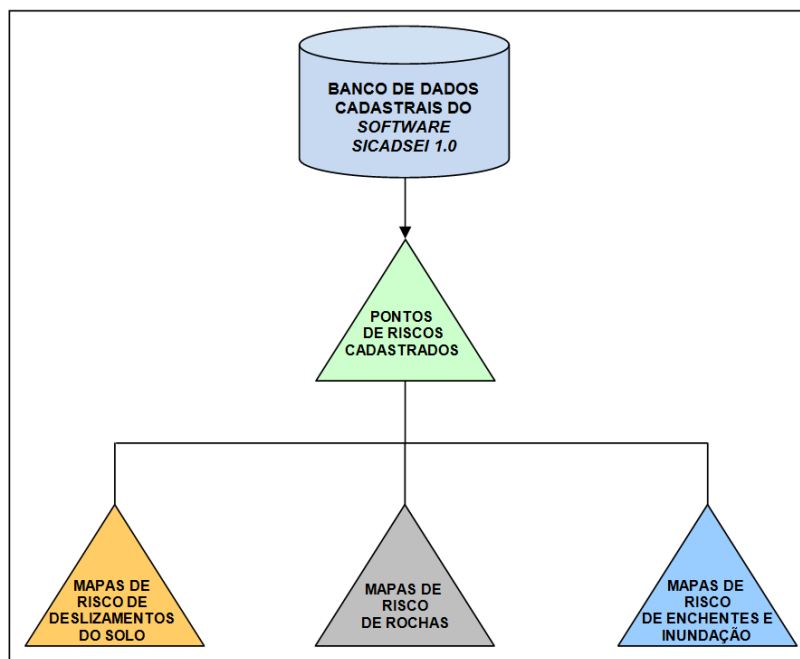 BANCO DE DADOS
CADASTRAIS DO
SOFTWARE
SICADSEI 1.0
PONTOS
DE RISCOS
CADASTRADOS
MAPAS DE
RISCO DE
DESLIZAMENTOS
DO SOLO
MAPAS DE
RISCO
DE ROCHAS
MAPAS DE
RISCO
DE ENCHENTES E
INUNDAÇÃO